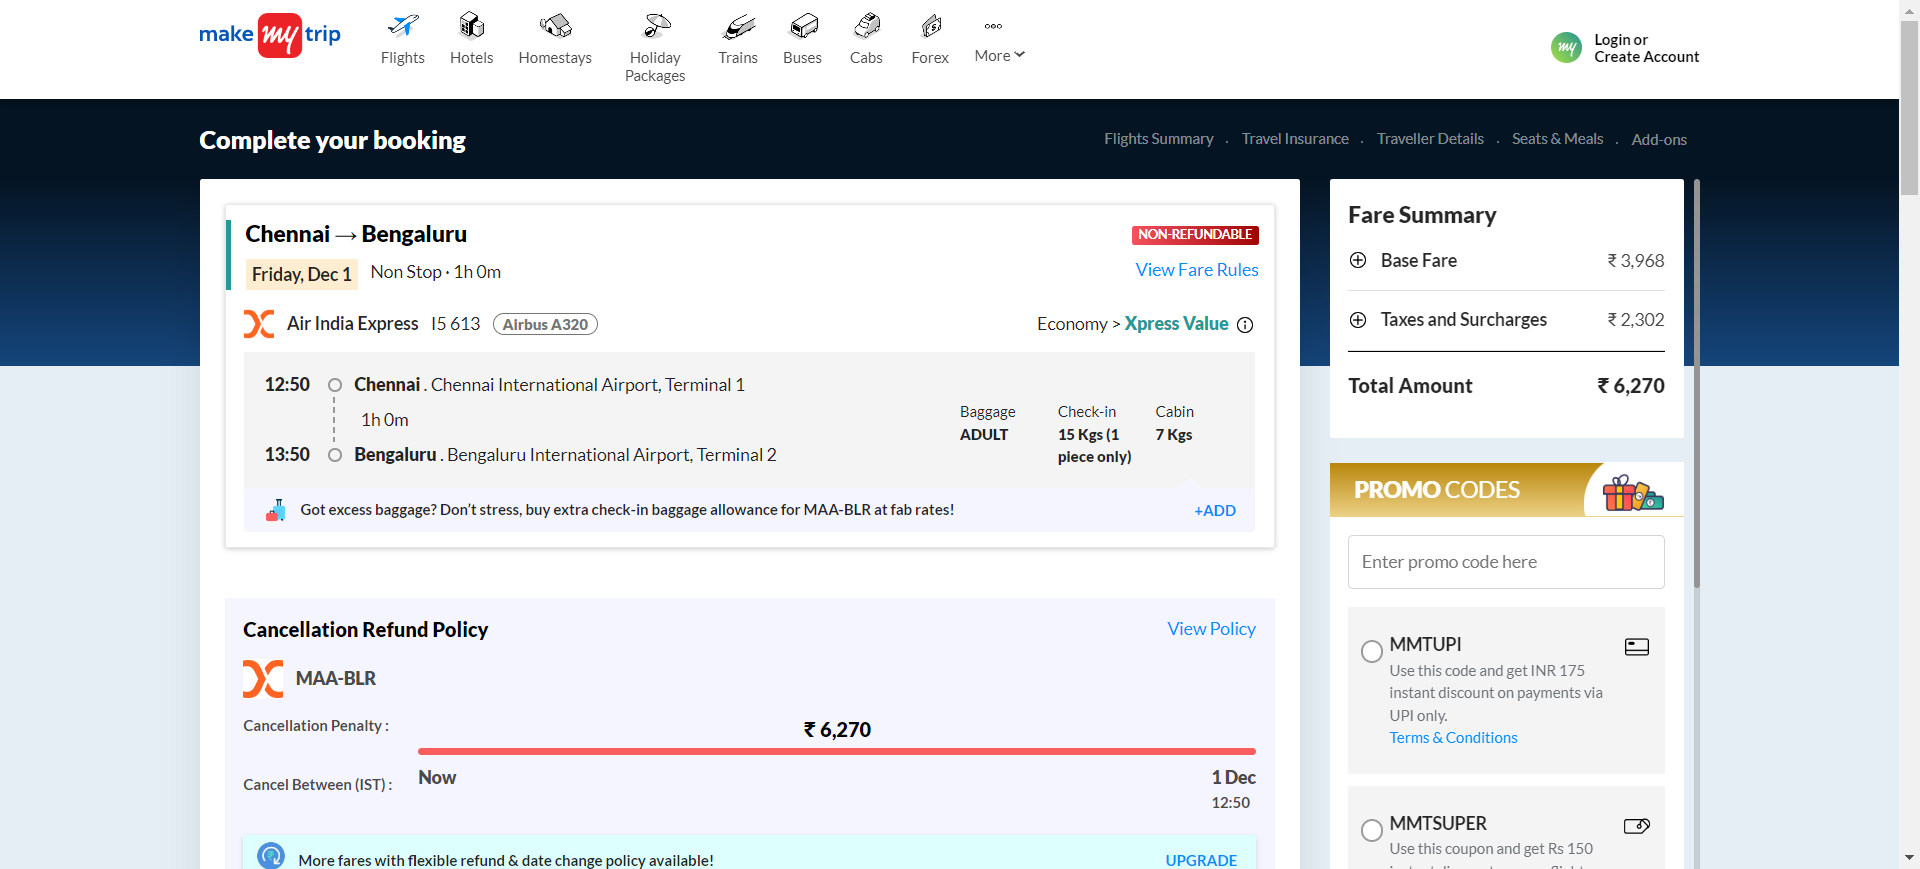 make my trip
Flights
Hotels
Homestays
Holiday
Packages
Trains
Buses
Cabs
Forex
More
my
Login or
Create Account
Complete your booking
Flights Summary . Travel Insurance . Traveller Details . Seats & Meals . Add-ons
Chennai → Bengaluru
NON-REFUNDABLE
Friday, Dec 1 Non Stop · 1h 0m
View Fare Rules
Air India Express I5 613 Airbus A320
Economy > Xpress Value
12:50 Chennai . Chennai International Airport, Terminal 1
1h 0m
13:50 Bengaluru . Bengaluru International Airport, Terminal 2
Baggage Check-in Cabin
ADULT 15 Kgs (1 7 Kgs
piece only)
Got excess baggage? Don't stress, buy extra check-in baggage allowance for MAA-BLR at fab rates!
+ADD
Cancellation Refund Policy
View Policy
MAA-BLR
Cancellation Penalty :
₹ 6,270
Cancel Between (IST) :
Now
1 Dec
12:50
More fares with flexible refund & date change policy available!
UPGRADE
Fare Summary
Base Fare ₹ 3,968
Taxes and Surcharges ₹ 2,302
Total Amount ₹ 6,270
PROMO CODES
Enter promo code here
MMTUPI
Use this code and get INR 175
instant discount on payments via
UPI only.
Terms & Conditions
MMTSUPER
Use this coupon and get Rs 150